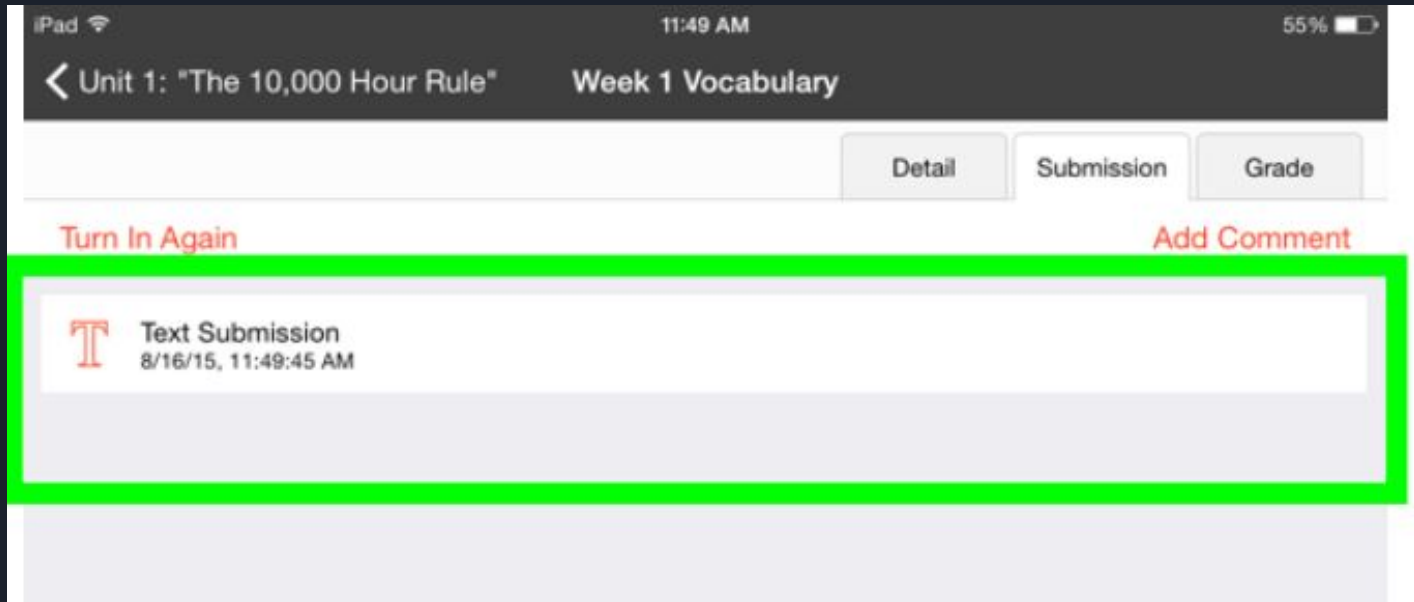 iPad 11:49 AM 55%
Unit 1: "The 10,000 Hour Rule" Week 1 Vocabulary
Detail Submission Grade
Turn In Again Add Comment
T Text Submission
8/16/15, 11:49:45 AM